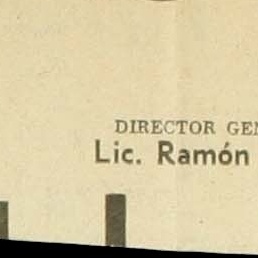 DIRECTOR GEN
Lic. Ramón